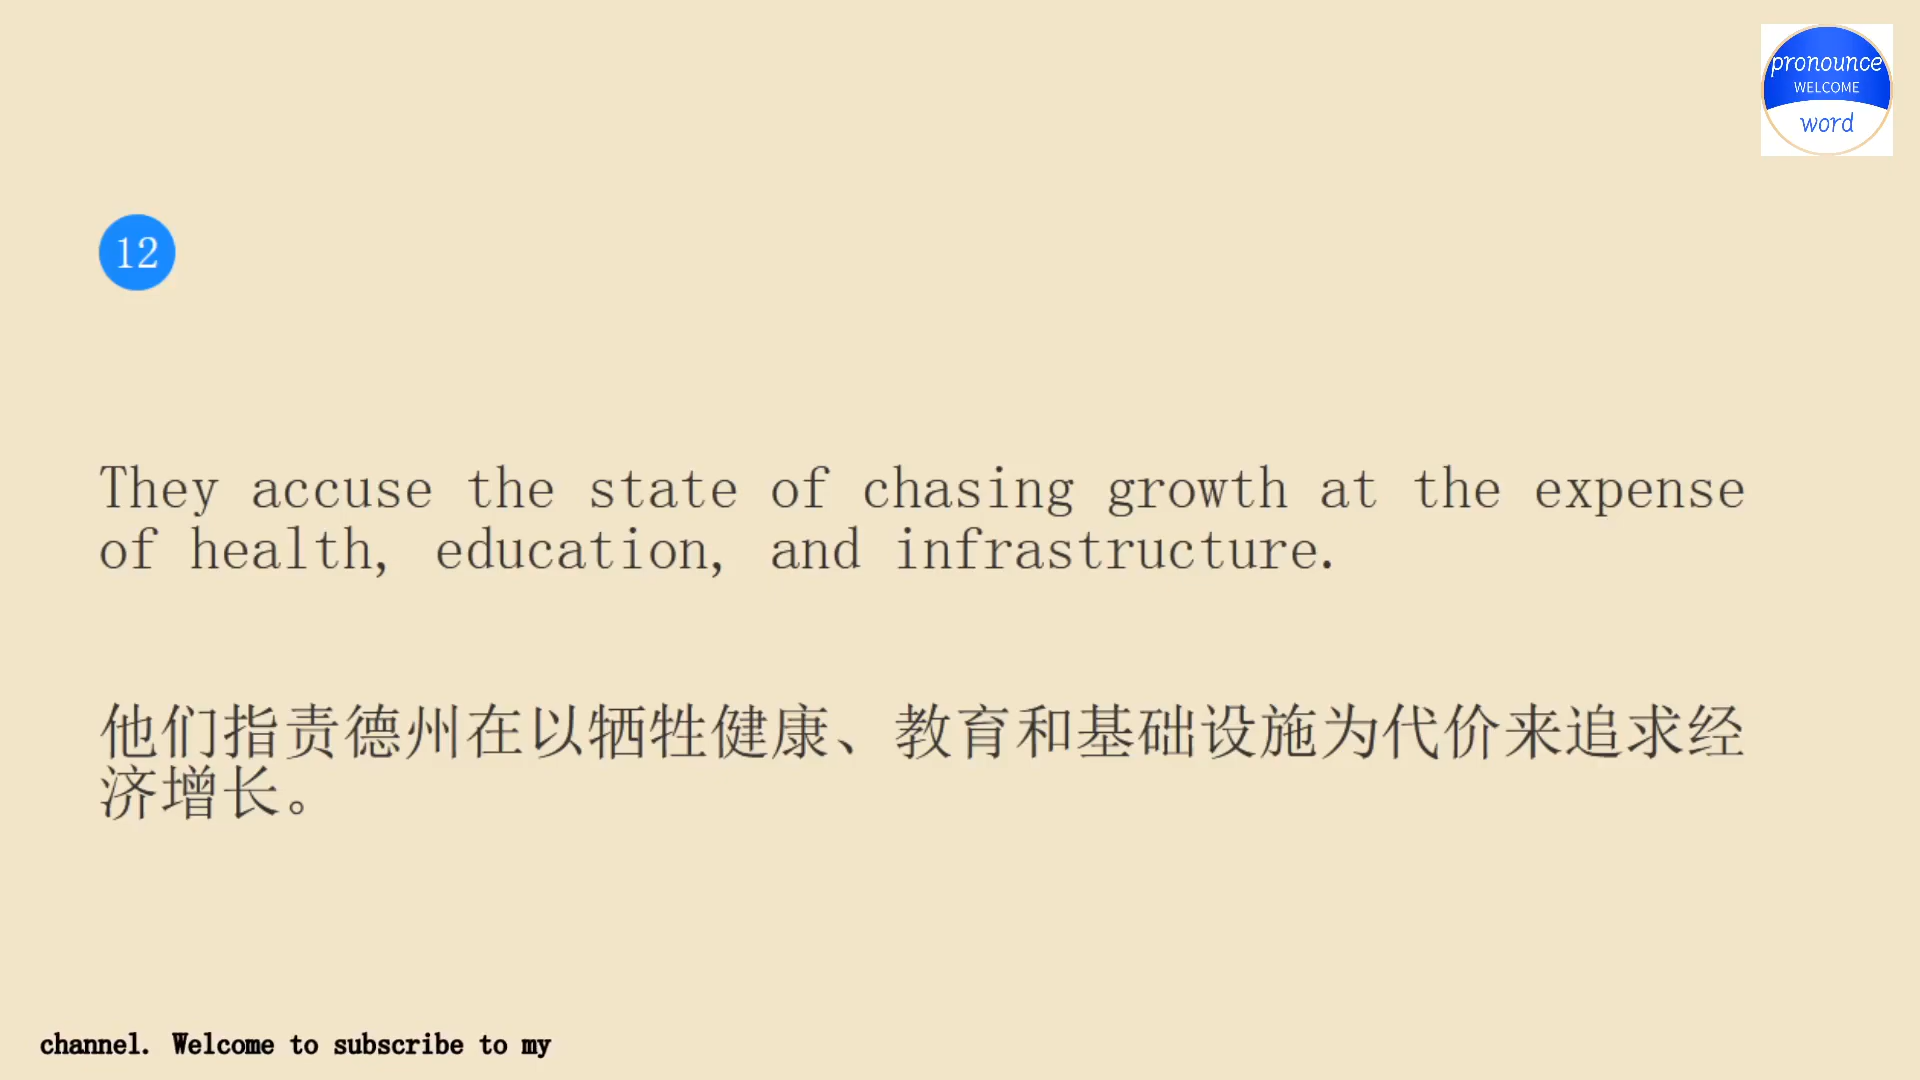 pronounce
WELCOME
word
12
They accuse the state of chasing growth at the expense
of health, education, and infrastructure.
他们指责德州在以牺牲健康、教育和基础设施为代价来追求经
济增长。
channel. Welcome to subscribe to my